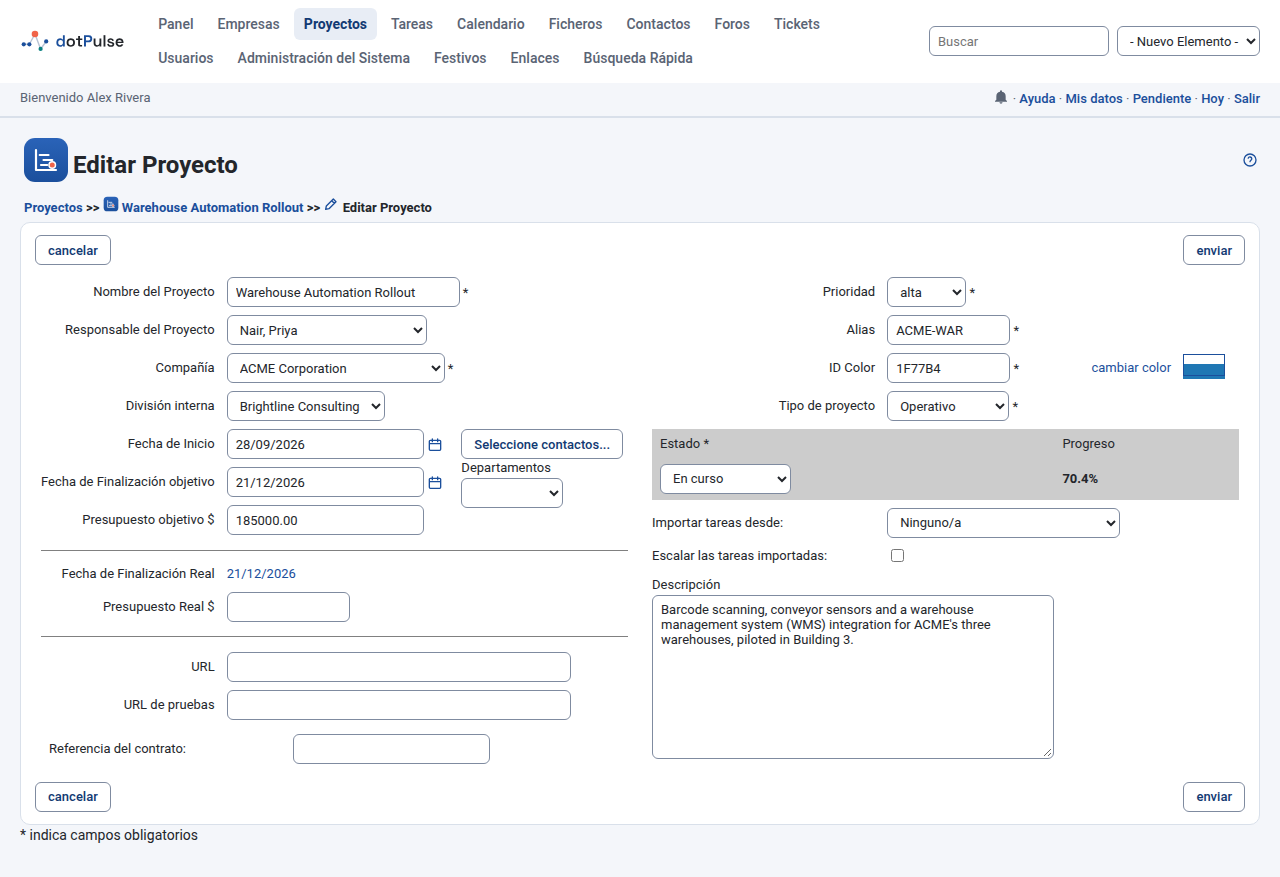 dotPulse
Panel Empresas Proyectos Tareas Calendario Ficheros Contactos Foros Tickets
Usuarios Administración del Sistema Festivos Enlaces Búsqueda Rápida
Buscar
- Nuevo Elemento -
Bienvenido Alex Rivera
· Ayuda · Mis datos · Pendiente · Hoy · Salir
Editar Proyecto
Proyectos >> Warehouse Automation Rollout >> Editar Proyecto
cancelar
enviar
Nombre del Proyecto Warehouse Automation Rollout *
Responsable del Proyecto Nair, Priya
Compañía ACME Corporation *
División interna Brightline Consulting
Fecha de Inicio 28/09/2026
Seleccione contactos...
Fecha de Finalización objetivo 21/12/2026
Departamentos
Presupuesto objetivo $ 185000.00
Fecha de Finalización Real 21/12/2026
Presupuesto Real $
URL
URL de pruebas
Referencia del contrato:
Prioridad alta *
Alias ACME-WAR *
ID Color 1F77B4 * cambiar color
Tipo de proyecto Operativo *
Estado * Progreso
En curso 70.4%
Importar tareas desde: Ninguno/a
Escalar las tareas importadas:
Descripción
Barcode scanning, conveyor sensors and a warehouse
management system (WMS) integration for ACME's three
warehouses, piloted in Building 3.
cancelar
enviar
* indica campos obligatorios